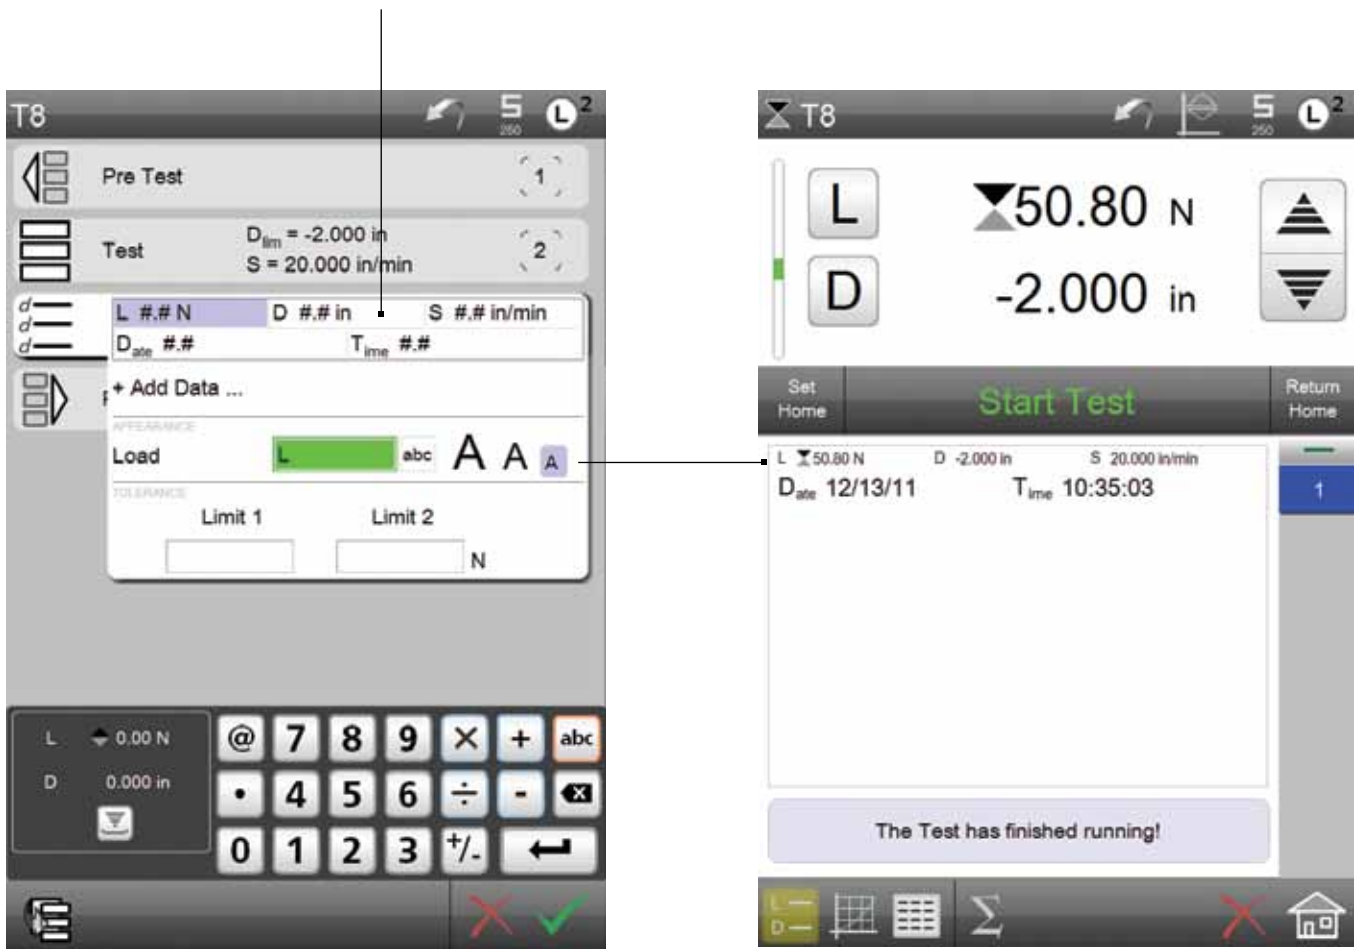 T8
S
250
L 2
Pre Test
1
Test
Dlim = -2.000 in
S = 20.000 in/min
2
d
d
d
L #.# N D #.# in S #.# in/min
Date #.# Time #.#
+ Add Data ...
APPEARANCE
Load L abc A A A
TOLERANCE
Limit 1 Limit 2
N
L 0.00 N
D 0.000 in
@ 7 8 9 × + abc
. 4 5 6 ÷ -
0 1 2 3 +/-
T8
S
250
L 2
L 50.80 N
D -2.000 in
Set Home
Start Test
Return Home
L 50.80 N D -2.000 in S 20.000 in/min
Date 12/13/11 Time 10:35:03
1
The Test has finished running!
L
D
Σ